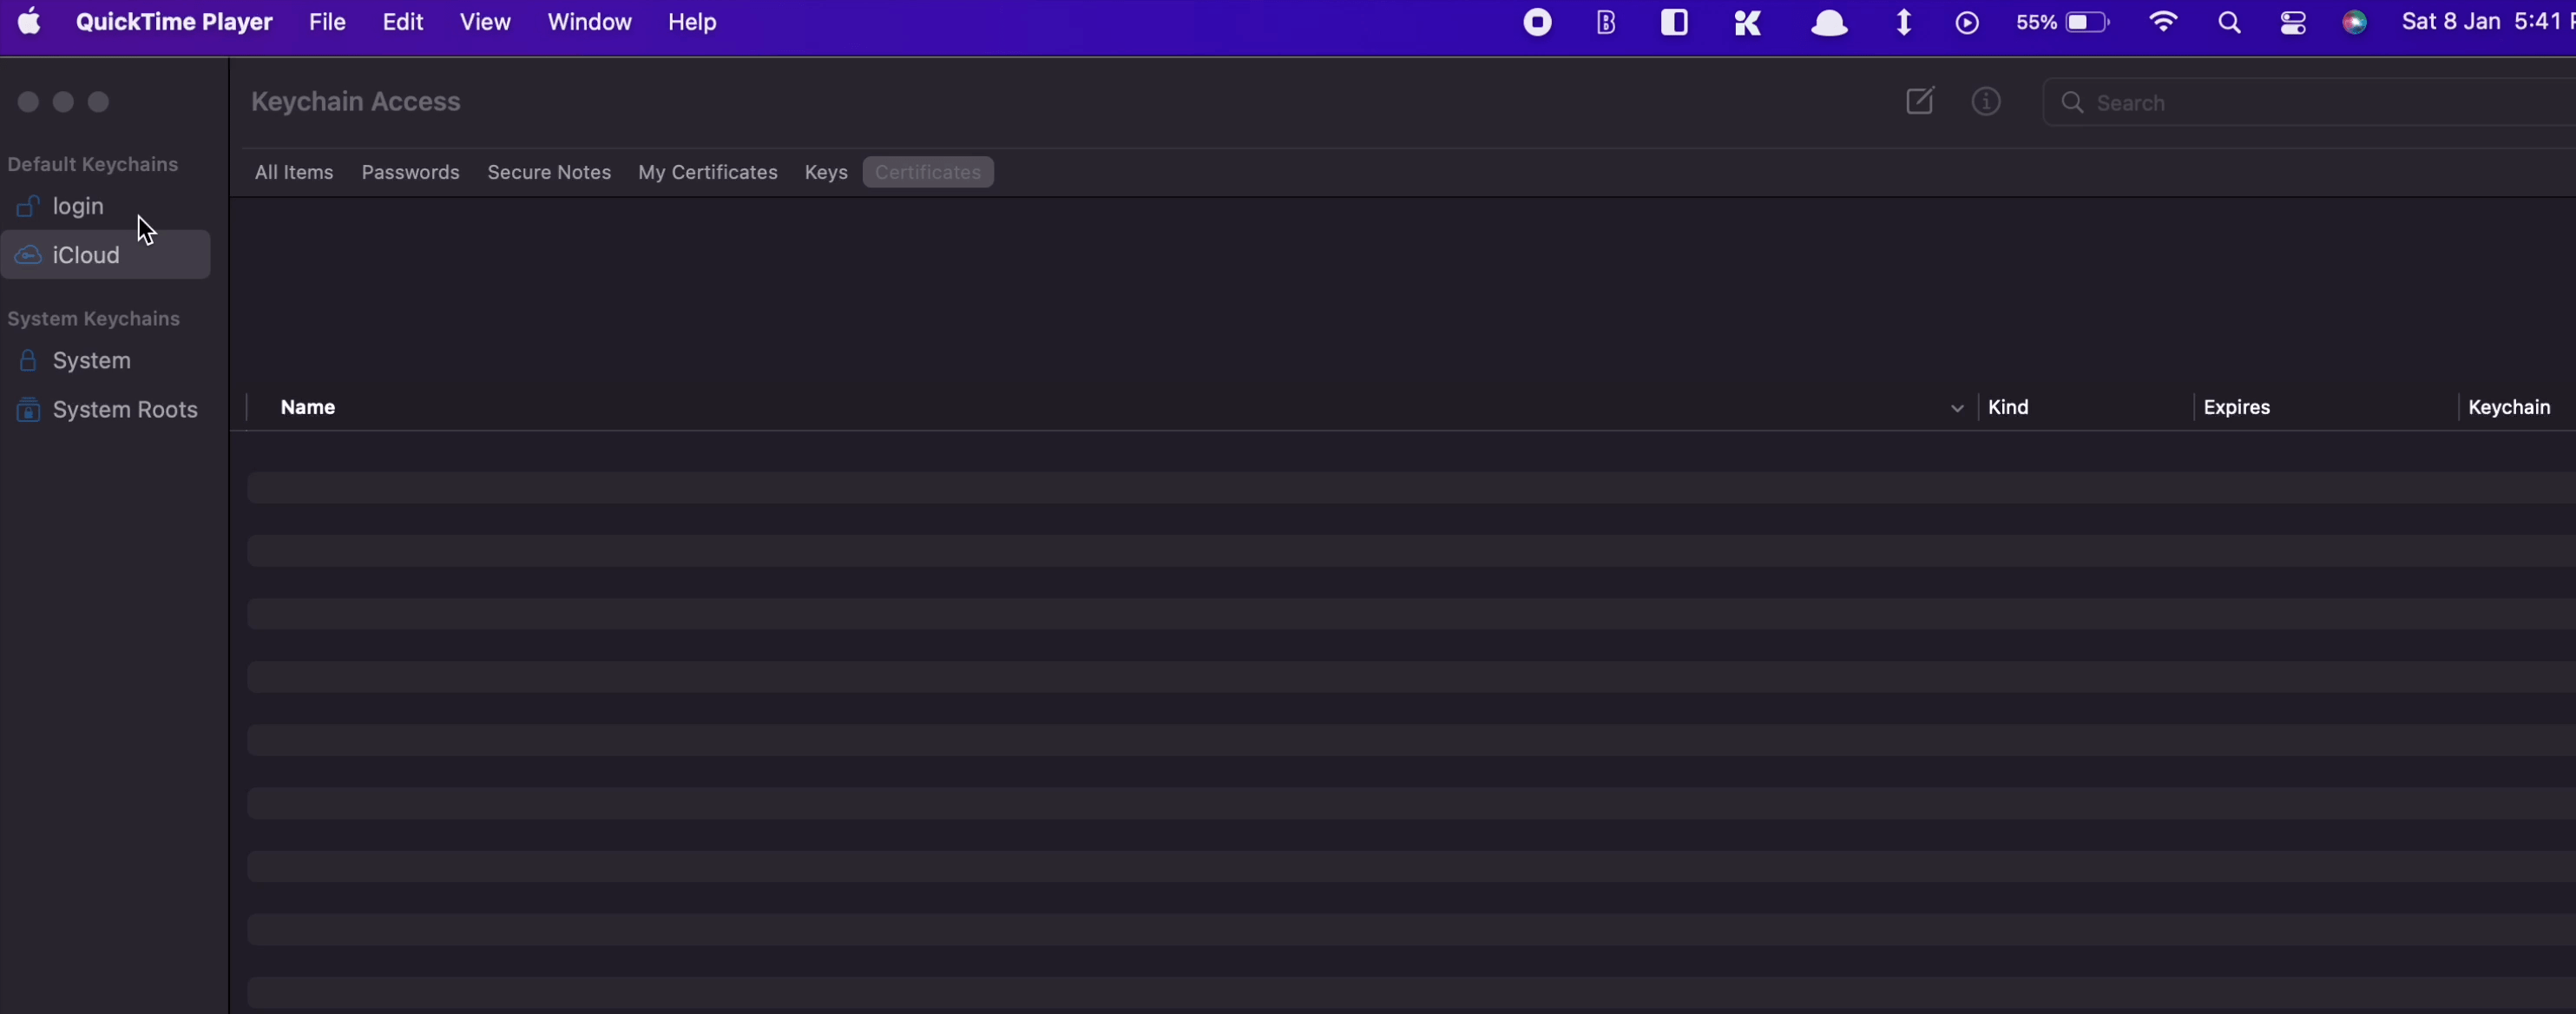 QuickTime Player File Edit View Window Help 55% Sat 8 Jan 5:41
Keychain Access Search
Default Keychains
All Items Passwords Secure Notes My Certificates Keys Certificates
login
iCloud
System Keychains
System
System Roots
Name Kind Expires Keychain